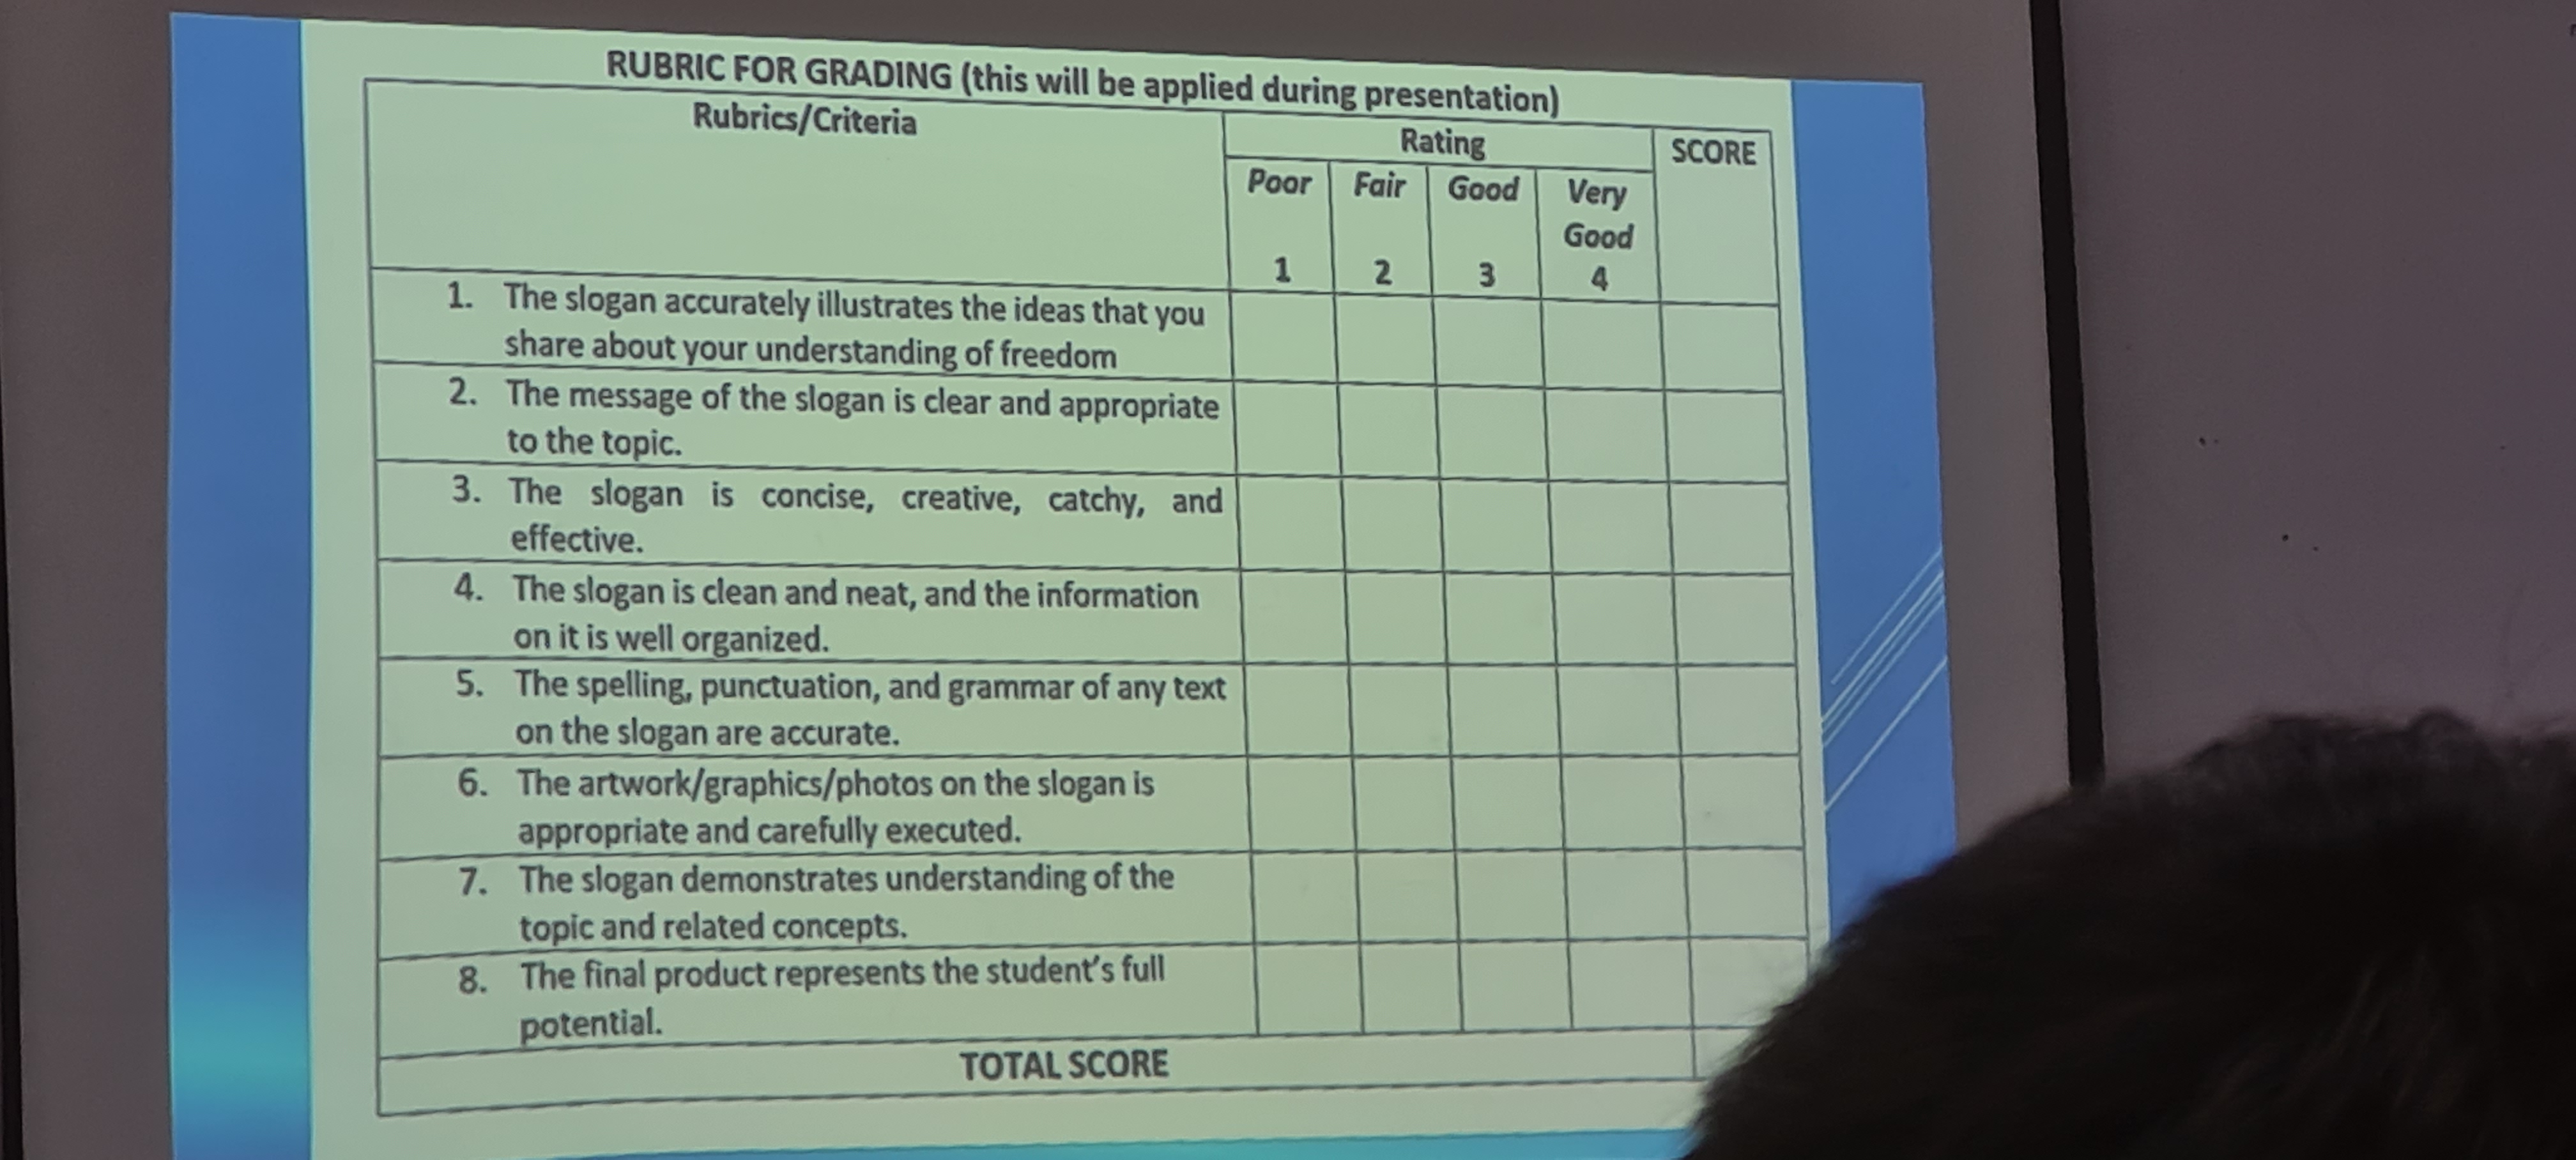 RUBRIC FOR GRADING (this will be applied during presentation)
Rubrics/Criteria
Rating
SCORE
Poor
Fair
Good
Very
Good
1
2
3
4
1. The slogan accurately illustrates the ideas that you
share about your understanding of freedom
2. The message of the slogan is clear and appropriate
to the topic.
3. The slogan is concise, creative, catchy, and
effective.
4. The slogan is clean and neat, and the information
on it is well organized.
5. The spelling, punctuation, and grammar of any text
on the slogan are accurate.
6. The artwork/graphics/photos on the slogan is
appropriate and carefully executed.
7. The slogan demonstrates understanding of the
topic and related concepts.
8. The final product represents the student's full
potential.
TOTAL SCORE